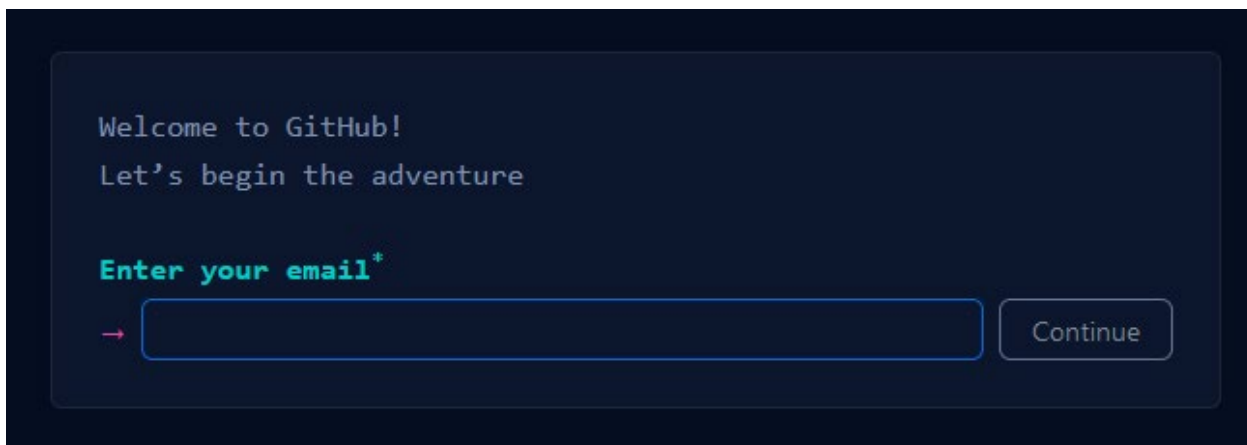 Welcome to GitHub!
Let’s begin the adventure
Enter your email*
→ Continue